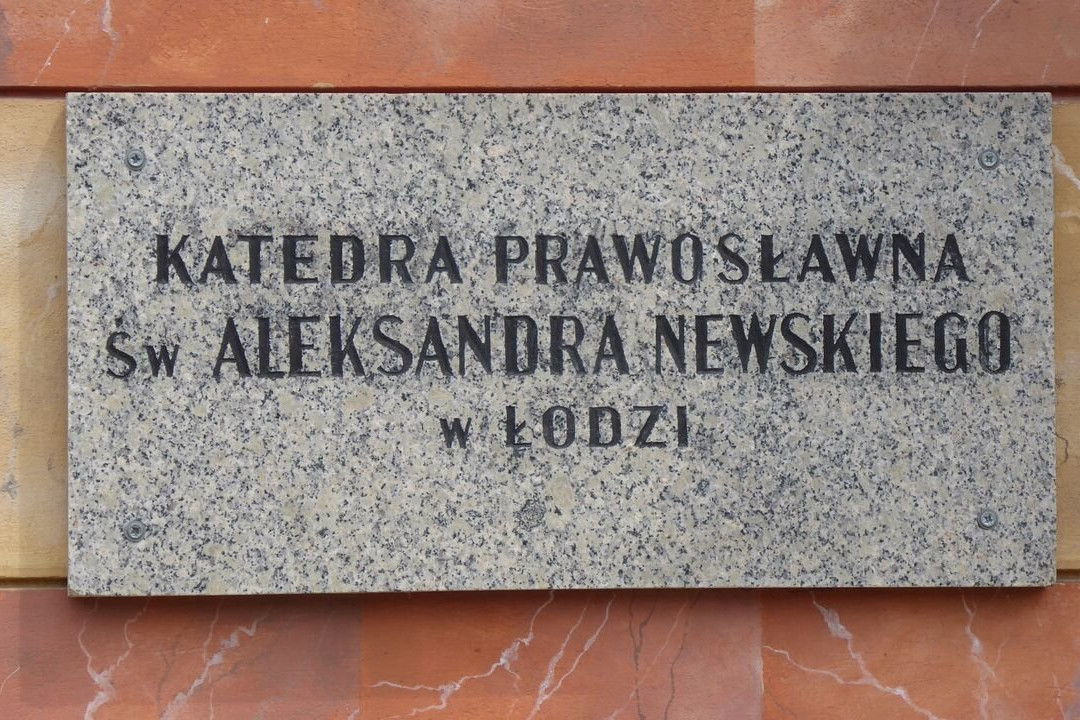 KATEDRA PRAWOSŁAWNA
ŚW ALEKSANDRA NEWSKIEGO
W ŁODZI